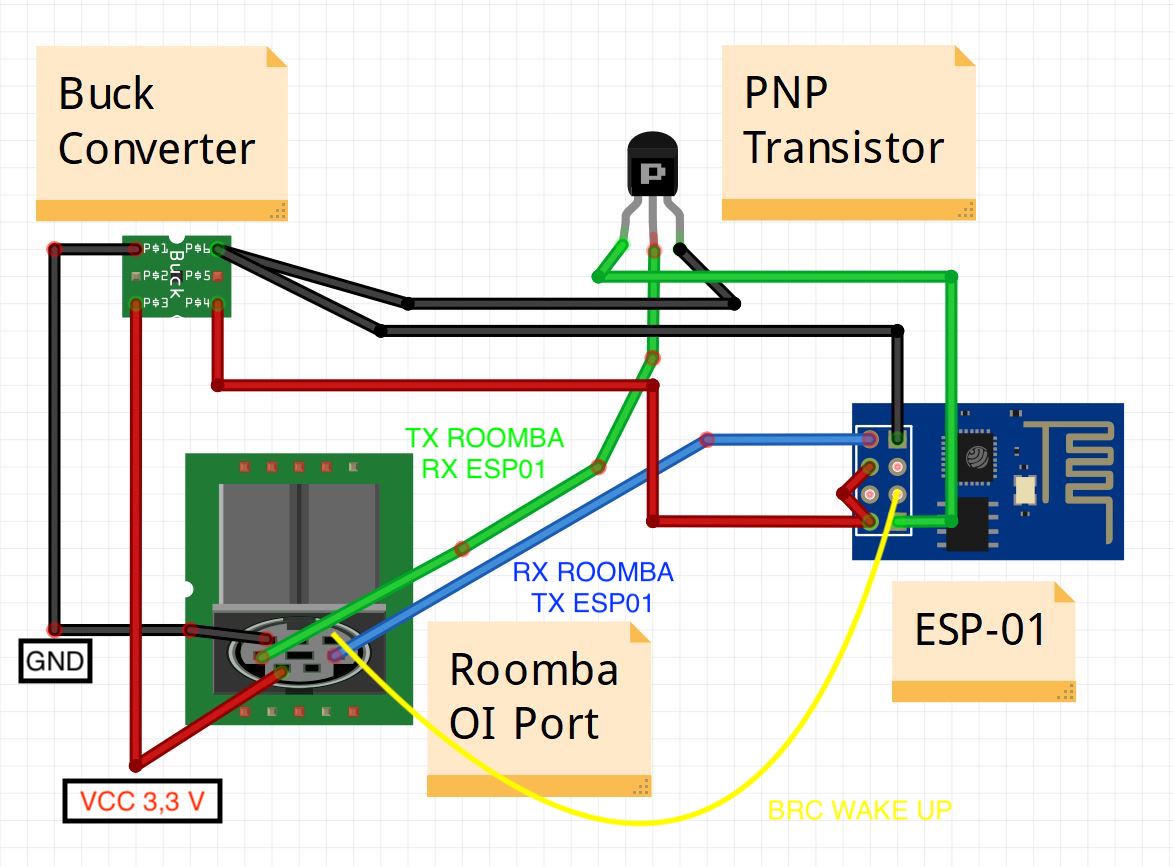 Buck
Converter
PNP
Transistor
P
P$1
P$6
P$2
P$5
P$3
P$4
Buck
TX ROOMBA
RX ESP01
RX ROOMBA
TX ESP01
ESP-01
GND
Roomba
OI Port
VCC 3,3 V
BRC WAKE UP